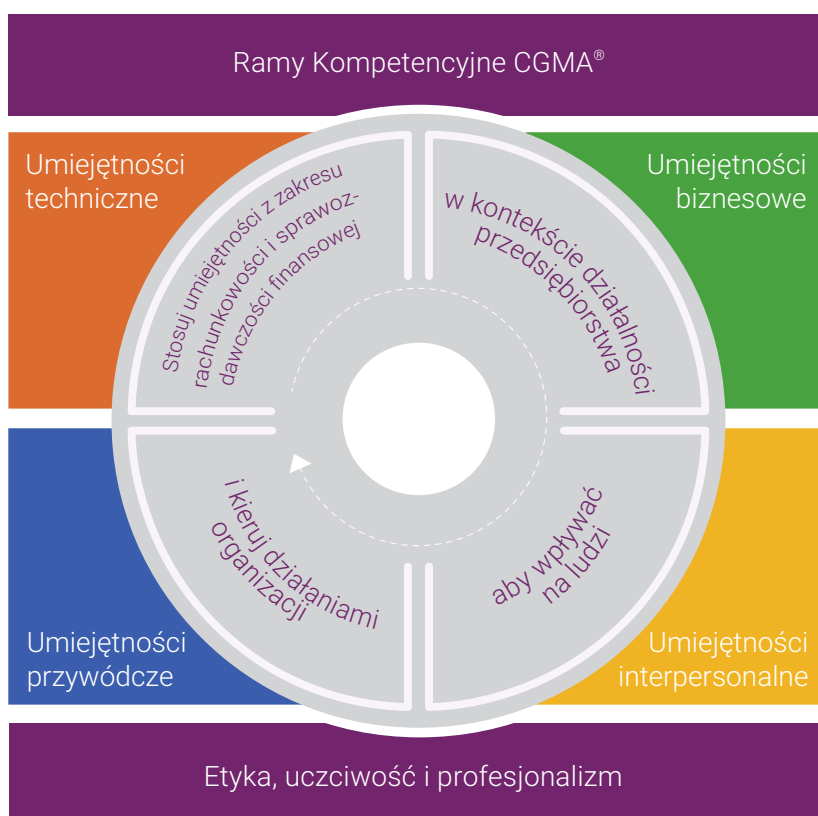 Ramy Kompetencyjne CGMA®
Umiejętności
techniczne
Umiejętności
biznesowe
Stosuj umiejętności z zakresu
rachunkowości i sprawoz-
dawczości finansowej
w kontekście działalności
przedsiębiorstwa
aby wpływać
na ludzi
i kieruj działaniami
organizacji
Umiejętności
przywódcze
Umiejętności
interpersonalne
Etyka, uczciwość i profesjonalizm